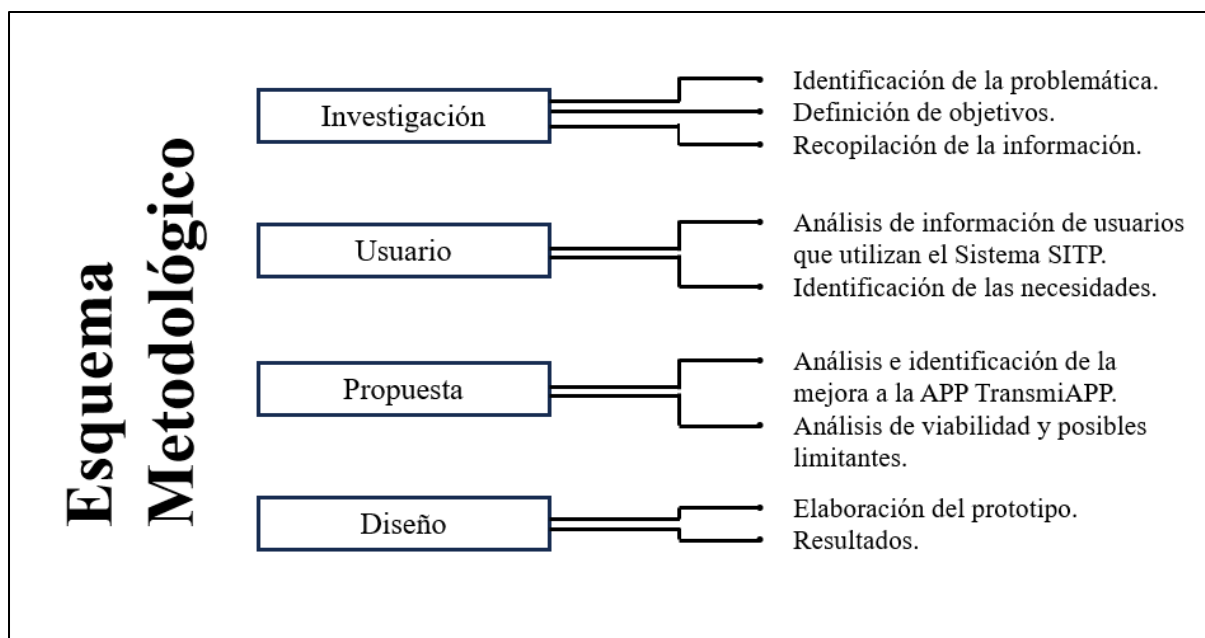 Esquema
Metodológico
Investigación
Identificación de la problemática.
Definición de objetivos.
Recopilación de la información.
Usuario
Análisis de información de usuarios
que utilizan el Sistema SITP.
Identificación de las necesidades.
Propuesta
Análisis e identificación de la
mejora a la APP TransmiAPP.
Análisis de viabilidad y posibles
limitantes.
Diseño
Elaboración del prototipo.
Resultados.